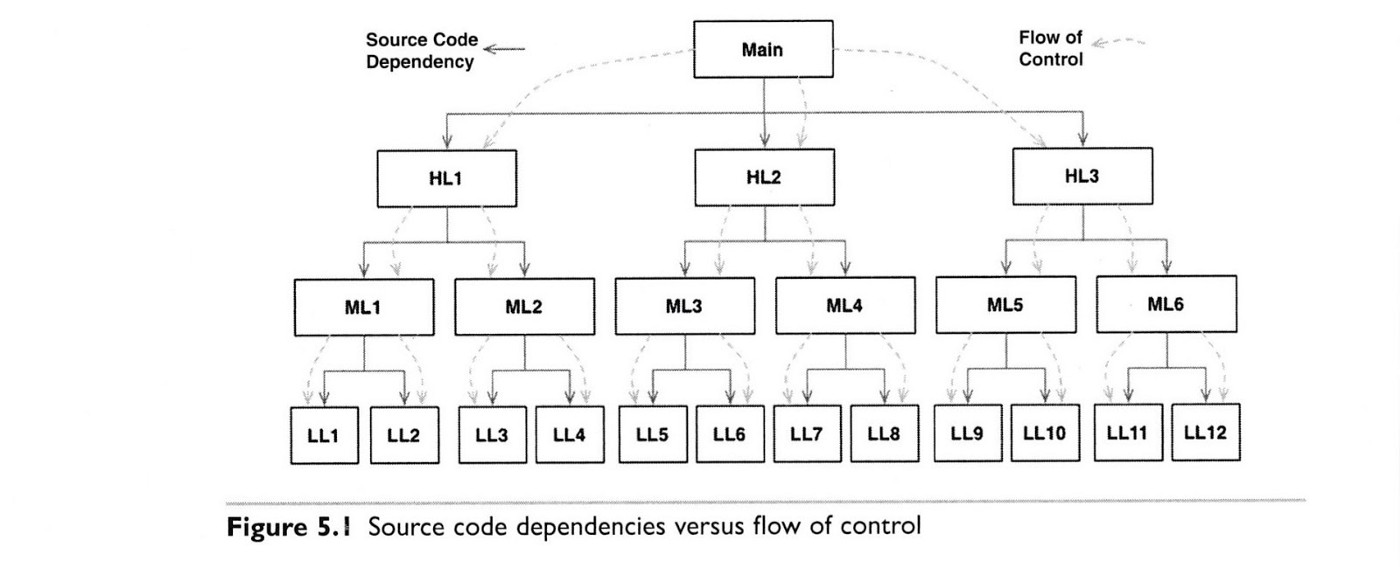 Source Code
Dependency
Main
Flow of
Control
HL1
HL2
HL3
ML1
ML2
ML3
ML4
ML5
ML6
LL1
LL2
LL3
LL4
LL5
LL6
LL7
LL8
LL9
LL10
LL11
LL12
Figure 5.1 Source code dependencies versus flow of control